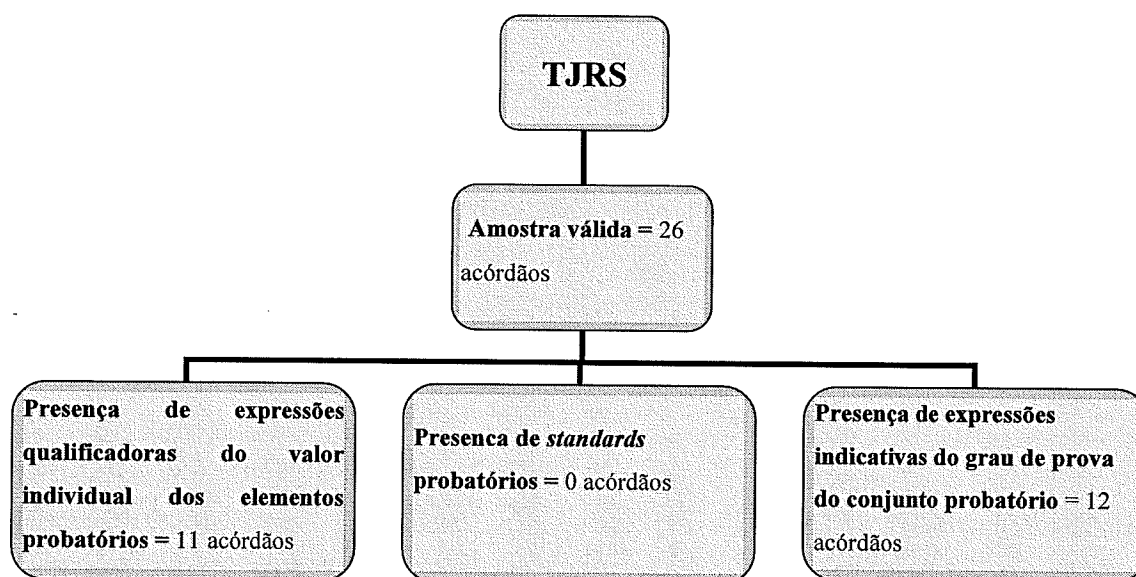 TJRS
Amostra válida = 26
acórdãos
Presença de expressões
qualificadoras do valor
individual dos elementos
probatórios = 11 acórdãos
Presenca de standards
probatórios = 0 acórdãos
Presença de expressões
indicativas do grau de prova
do conjunto probatório = 12
acórdãos